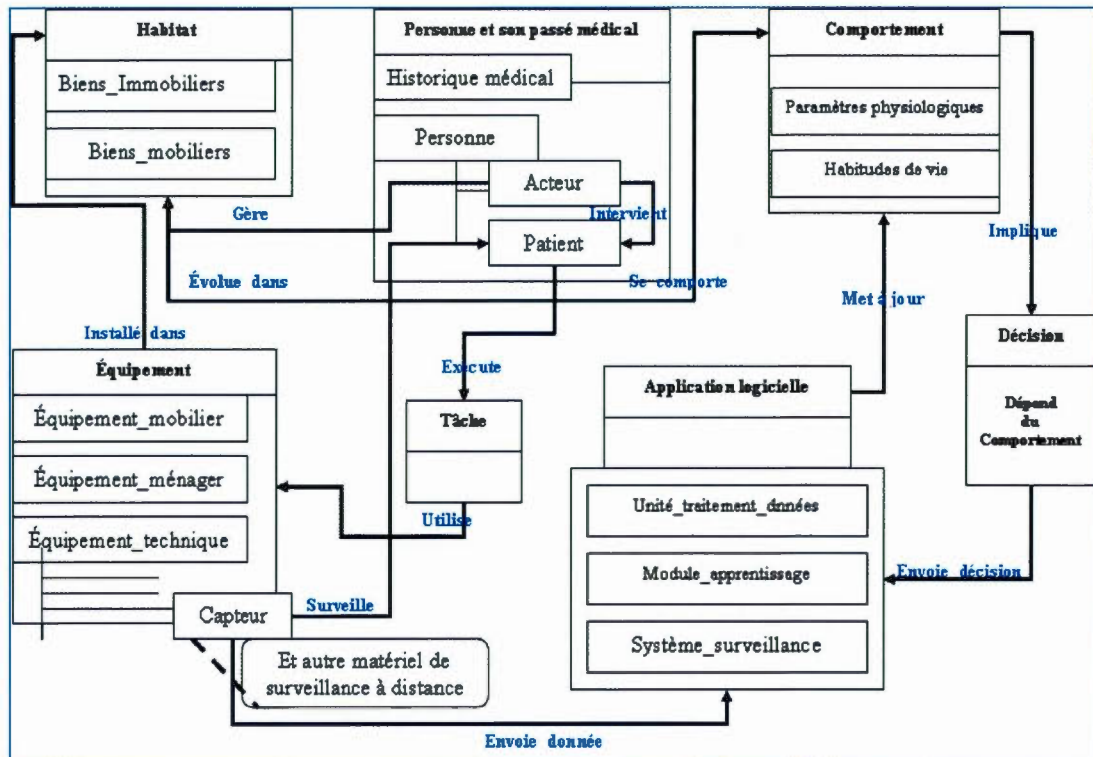 Habitat
Biens_Immobiliers
Biens_mobiliers
Personne et son passé médical
Historique médical
Personne
Acteur
Patient
Comportement
Paramètres physiologiques
Habitudes de vie
Gère
Intervient
Évolue dans
Se comporte
Implique
Met à jour
Installé dans
Équipement
Équipement_mobilier
Équipement_ménager
Équipement_technique
Capteur
Et autre matériel de
surveillance à distance
Surveille
Exécute
Tâche
Utilise
Application logicielle
Unité_traitement_dnnées
Module_apprentissage
Système_surveillance
Décision
Dépend
du
Comportement
Envoie décision
Envoie donnée